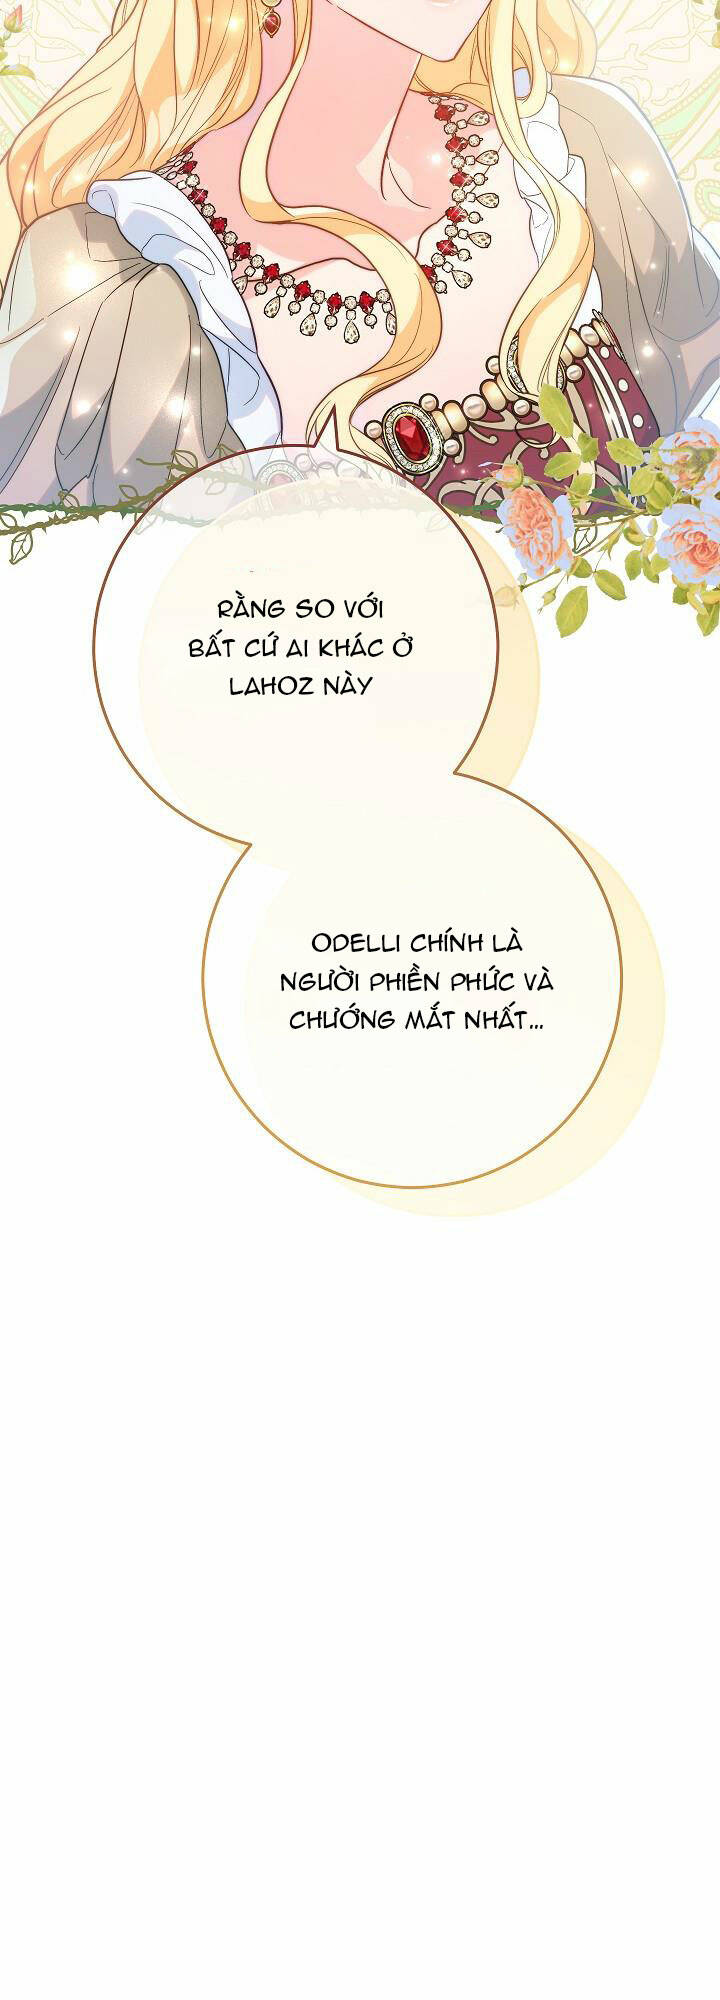 RẰNG SO VỚI
BẤT CỨ AI KHÁC Ở
LAHOZ NÀY
ODELLI CHÍNH LÀ
NGƯỜI PHIỀN PHỨC VÀ
CHƯỚNG MẮT NHẤT...